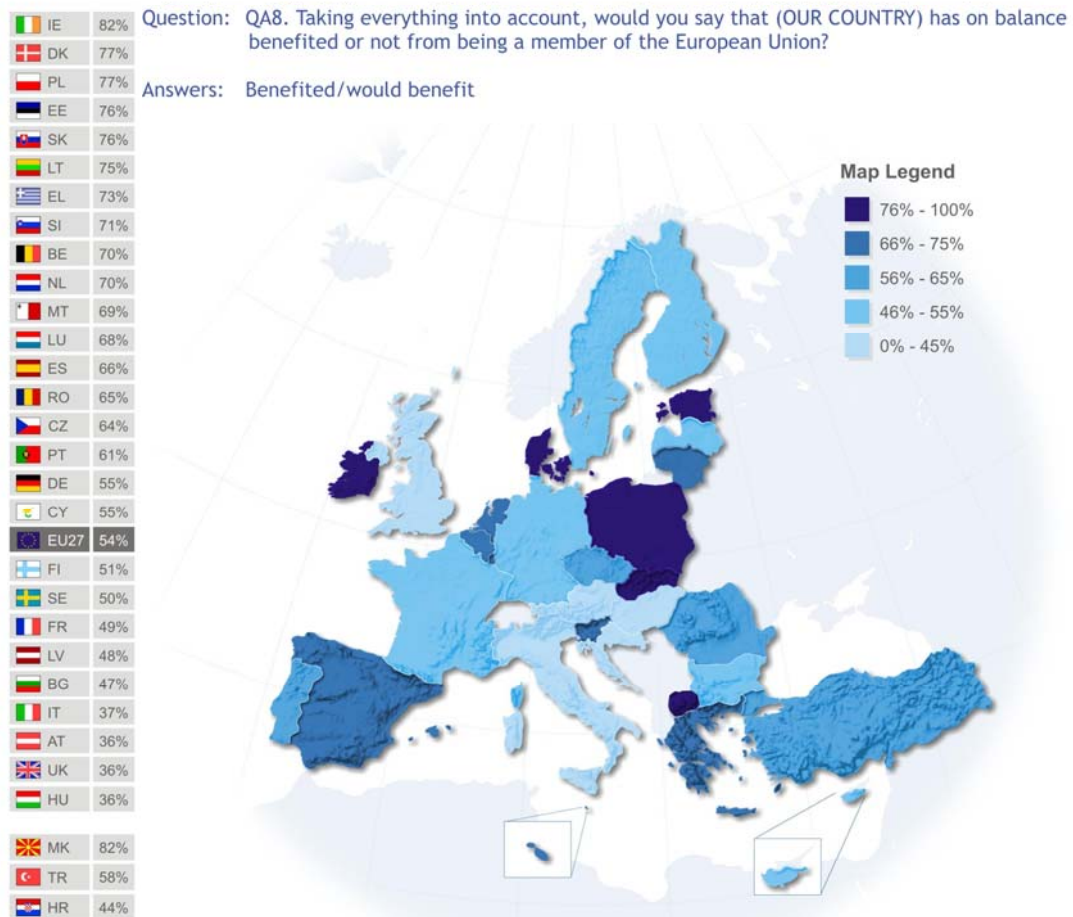 Question: QA8. Taking everything into account, would you say that (OUR COUNTRY) has on balance
benefited or not from being a member of the European Union?
Answers: Benefited/would benefit
IE 82%
DK 77%
PL 77%
EE 76%
SK 76%
LT 75%
EL 73%
SI 71%
BE 70%
NL 70%
MT 69%
LU 68%
ES 66%
RO 65%
CZ 64%
PT 61%
DE 55%
CY 55%
EU27 54%
FI 51%
SE 50%
FR 49%
LV 48%
BG 47%
IT 37%
AT 36%
UK 36%
HU 36%
MK 82%
TR 58%
HR 44%
Map Legend
76% - 100%
66% - 75%
56% - 65%
46% - 55%
0% - 45%